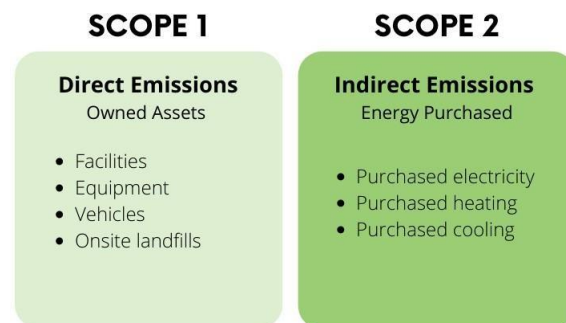 SCOPE 1
Direct Emissions
Owned Assets
• Facilities
• Equipment
• Vehicles
• Onsite landfills
SCOPE 2
Indirect Emissions
Energy Purchased
• Purchased electricity
• Purchased heating
• Purchased cooling